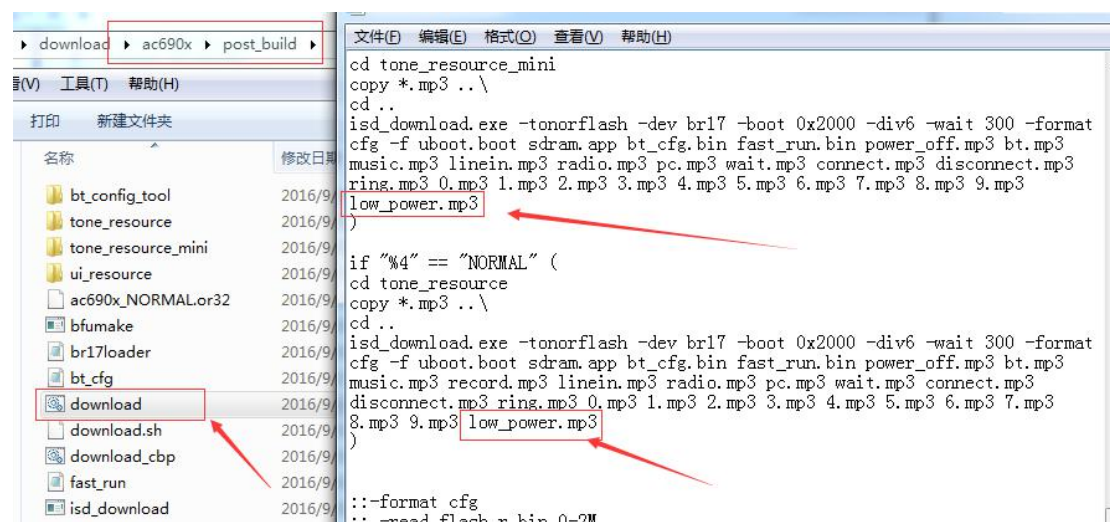 download ▸ ac690x ▸ post_build ▸
(V) 工具(T) 帮助(H)
打印 新建文件夹
名称 修改日期
bt_config_tool 2016/9/
tone_resource 2016/9/
tone_resource_mini 2016/9/
ui_resource 2016/9/
ac690x_NORMAL.or32 2016/9/
bfumake 2016/9/
br17loader 2016/9/
bt_cfg 2016/9/
download 2016/9/
download.sh 2016/9/
download_cbp 2016/9/
fast_run 2016/9/
isd_download 2016/9/
文件(F) 编辑(E) 格式(O) 查看(V) 帮助(H)
cd tone_resource_mini
copy *.mp3 ..\
cd ..
isd_download.exe -tonorflash -dev br17 -boot 0x2000 -div6 -wait 300 -format
cfg -f uboot.boot sdram.app bt_cfg.bin fast_run.bin power_off.mp3 bt.mp3
music.mp3 linein.mp3 radio.mp3 pc.mp3 wait.mp3 connect.mp3 disconnect.mp3
ring.mp3 0.mp3 1.mp3 2.mp3 3.mp3 4.mp3 5.mp3 6.mp3 7.mp3 8.mp3 9.mp3
low_power.mp3
)
if "%4" == "NORMAL" (
cd tone_resource
copy *.mp3 ..\
cd ..
isd_download.exe -tonorflash -dev br17 -boot 0x2000 -div6 -wait 300 -format
cfg -f uboot.boot sdram.app bt_cfg.bin fast_run.bin power_off.mp3 bt.mp3
music.mp3 record.mp3 linein.mp3 radio.mp3 pc.mp3 wait.mp3 connect.mp3
disconnect.mp3 ring.mp3 0.mp3 1.mp3 2.mp3 3.mp3 4.mp3 5.mp3 6.mp3 7.mp3
8.mp3 9.mp3 low_power.mp3
)
::-format cfg
:: -read flash_r.bin 0-2M